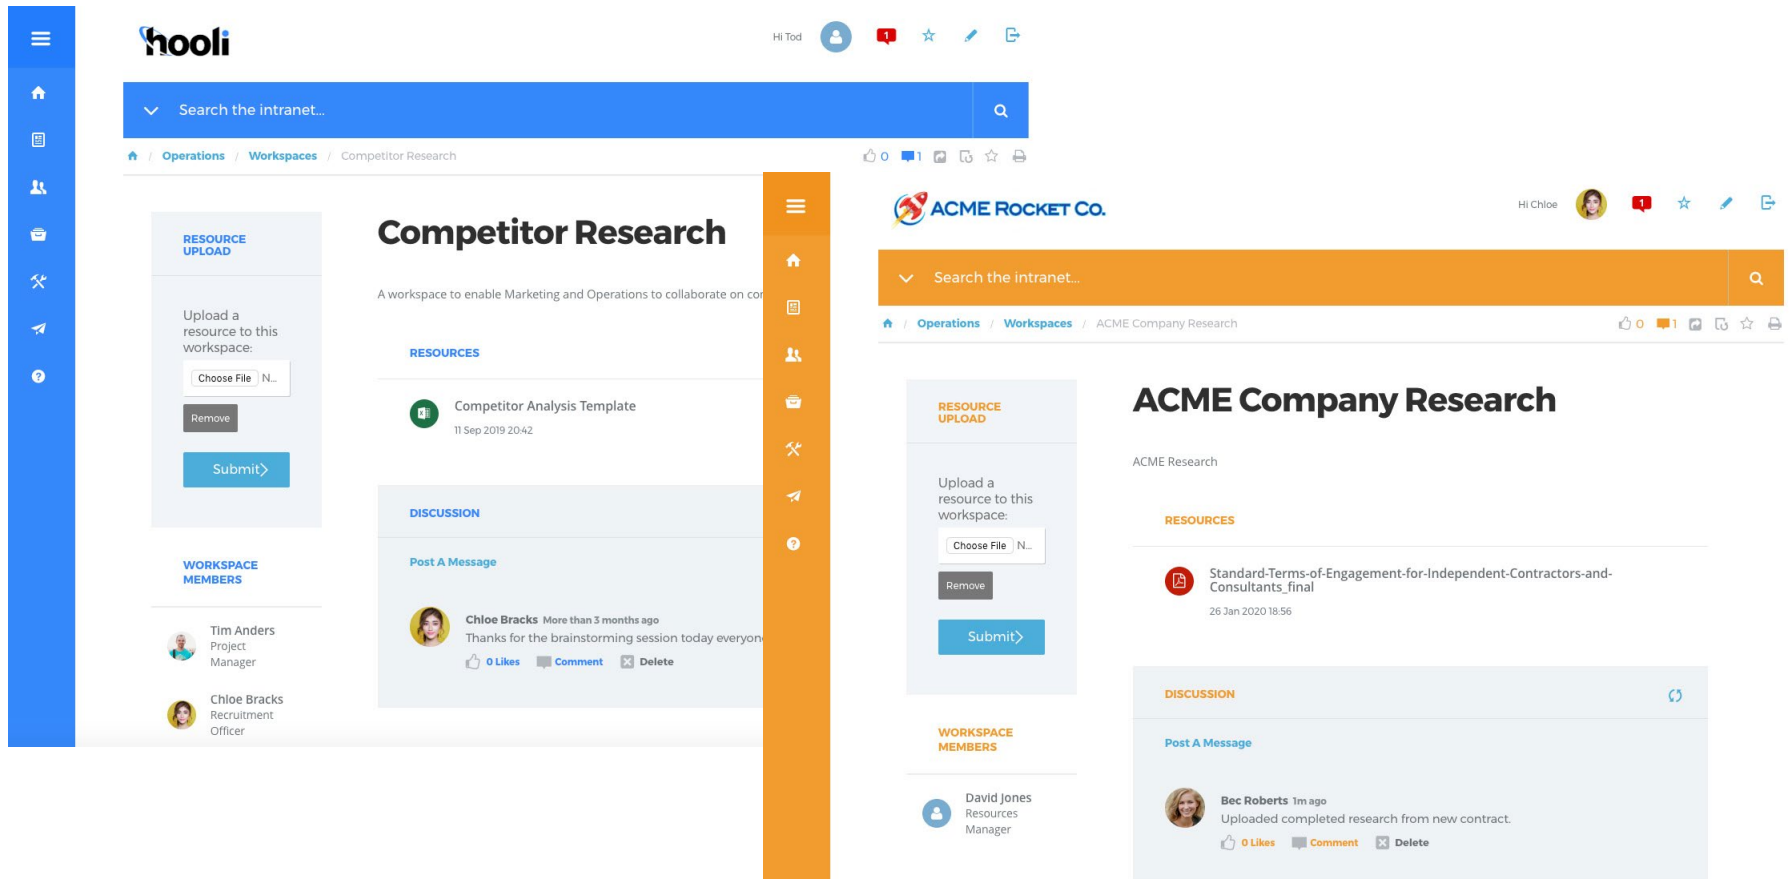 hooli
Hi Tod
1
Search the intranet...
/ Operations / Workspaces / Competitor Research
0
1
RESOURCE
UPLOAD
Upload a
resource to this
workspace:
Choose File N...
Remove
Submit
WORKSPACE
MEMBERS
Tim Anders
Project
Manager
Chloe Bracks
Recruitment
Officer
Competitor Research
A workspace to enable Marketing and Operations to collaborate on cor
RESOURCES
Competitor Analysis Template
11 Sep 2019 20:42
DISCUSSION
Post A Message
Chloe Bracks More than 3 months ago
Thanks for the brainstorming session today everyon
0 Likes Comment Delete
ACME ROCKET CO.
Hi Chloe
1
Search the intranet...
/ Operations / Workspaces / ACME Company Research
0
1
RESOURCE
UPLOAD
Upload a
resource to this
workspace:
Choose File N...
Remove
Submit
WORKSPACE
MEMBERS
David Jones
Resources
Manager
ACME Company Research
ACME Research
RESOURCES
Standard-Terms-of-Engagement-for-Independent-Contractors-and-
Consultants_final
26 Jan 2020 18:56
DISCUSSION
Post A Message
Bec Roberts 1m ago
Uploaded completed research from new contract.
0 Likes Comment Delete